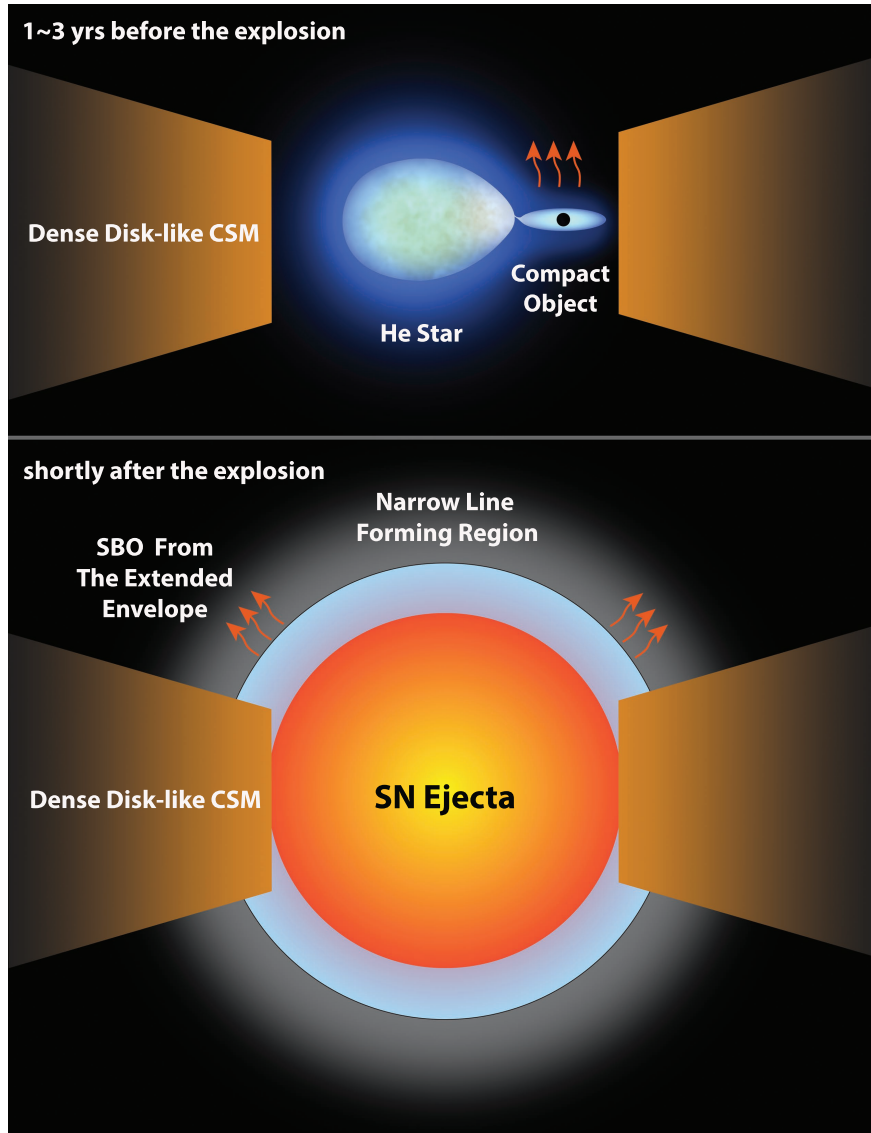 1~3 yrs before the explosion
Dense Disk-like CSM
Compact
Object
He Star
shortly after the explosion
Narrow Line
Forming Region
SBO From
The Extended
Envelope
Dense Disk-like CSM
SN Ejecta